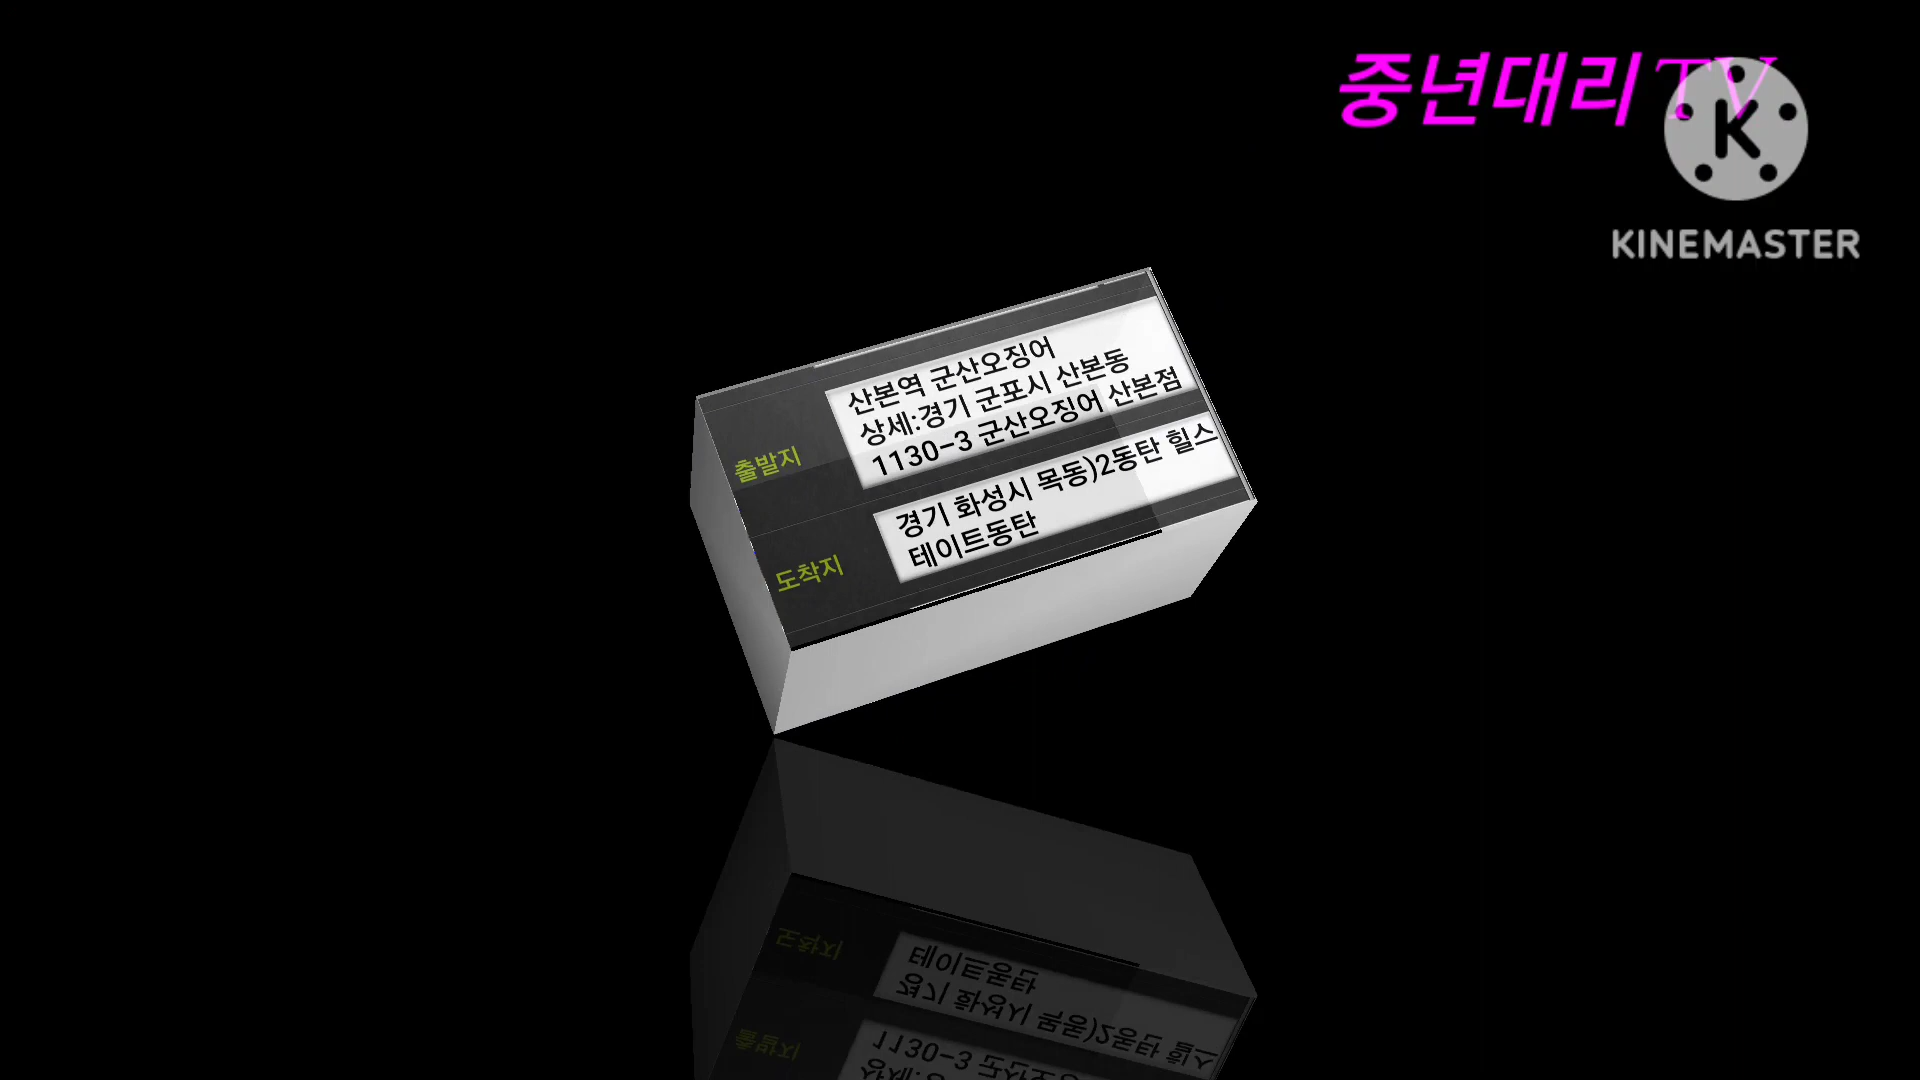 중년대리TV
KINEMASTER
출발지
산본역 군산오징어
상세:경기 군포시 산본동
1130-3 군산오징어 산본점
도착지
경기 화성시 목동)2동탄 힐스
테이트동탄